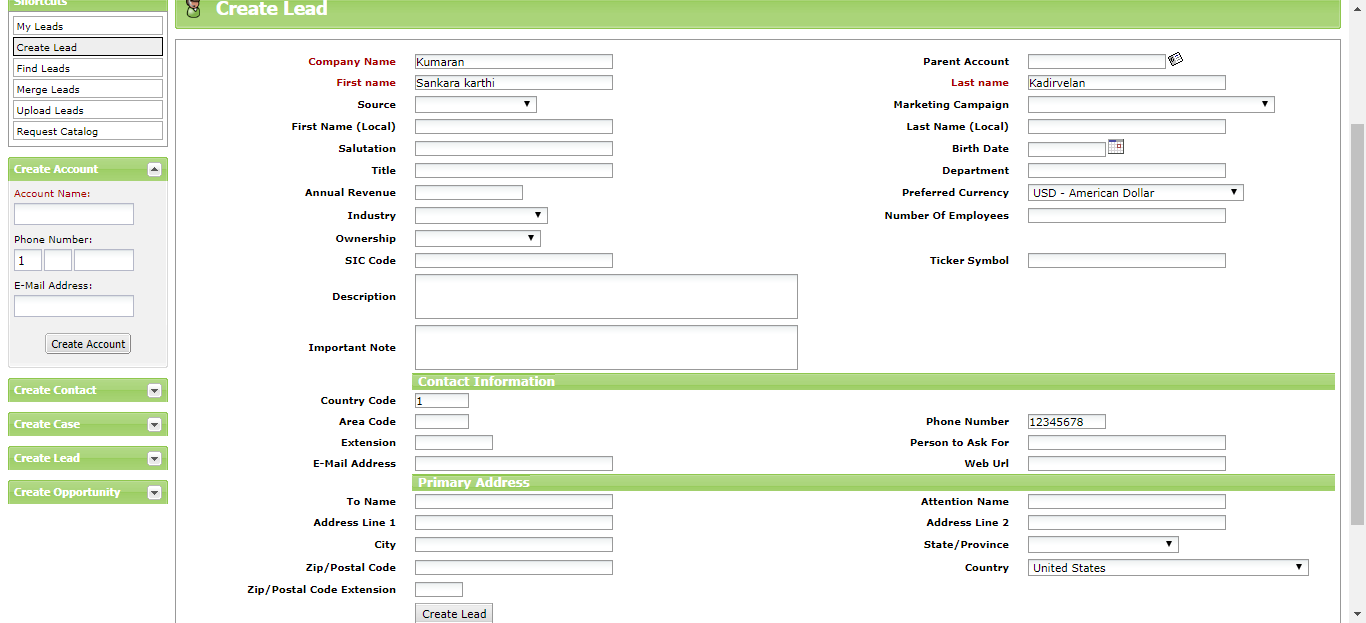 Shortcuts
My Leads
Create Lead
Find Leads
Merge Leads
Upload Leads
Request Catalog
Create Account
Account Name:
Phone Number:
1
E-Mail Address:
Create Account
Create Contact
Create Case
Create Lead
Create Opportunity
Create Lead
Company Name Kumaran Parent Account
First name Sankara karthi Last name Kadirvelan
Source Marketing Campaign
First Name (Local) Last Name (Local)
Salutation Birth Date
Title Department
Annual Revenue Preferred Currency USD - American Dollar
Industry Number Of Employees
Ownership
SIC Code Ticker Symbol
Description
Important Note
Contact Information
Country Code 1
Area Code Phone Number 12345678
Extension Person to Ask For
E-Mail Address Web Url
Primary Address
To Name Attention Name
Address Line 1 Address Line 2
City State/Province
Zip/Postal Code Country United States
Zip/Postal Code Extension
Create Lead